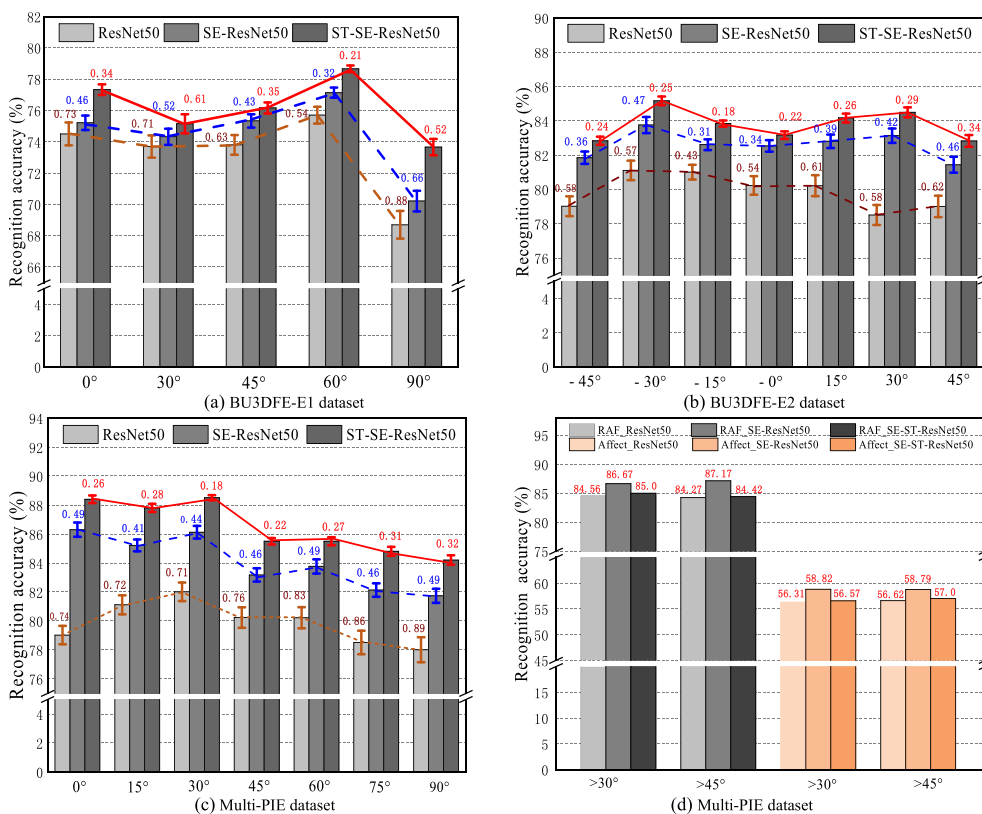 82
80
78
76
74
72
70
68
66
4
2
0
Recognition accuracy (%)
ResNet50 SE-ResNet50 ST-SE-ResNet50
0.73 0.46 0.34
0.71 0.52 0.61
0.63 0.43 0.35
0.54 0.32 0.21
0.88 0.66 0.52
0° 30° 45° 60° 90°
(a) BU3DFE-E1 dataset
90
88
86
84
82
80
78
76
4
2
0
Recognition accuracy (%)
ResNet50 SE-ResNet50 ST-SE-ResNet50
0.58 0.36 0.24
0.57 0.47 0.25
0.43 0.31 0.18
0.54 0.34 0.22
0.61 0.39 0.26
0.58 0.42 0.29
0.62 0.46 0.34
- 45° - 30° - 15° - 0° 15° 30° 45°
(b) BU3DFE-E2 dataset
94
92
90
88
86
84
82
80
78
76
4
2
0
Recognition accuracy (%)
ResNet50 SE-ResNet50 ST-SE-ResNet50
0.74 0.49 0.26
0.72 0.41 0.28
0.71 0.44 0.18
0.76 0.46 0.22
0.83 0.49 0.27
0.86 0.46 0.31
0.89 0.49 0.32
0° 15° 30° 45° 60° 75° 90°
(c) Multi-PIE dataset
95
90
85
80
75
60
55
50
45
15
10
5
0
Recognition accuracy (%)
RAF_ResNet50 RAF_SE-ResNet50 RAF_SE-ST-ResNet50
Affect_ResNet50 Affect_SE-ResNet50 Affect_SE-ST-ResNet50
84.56 86.67 85.0
84.27 87.17 84.42
56.31 58.82 56.57
56.62 58.79 57.0
>30° >45° >30° >45°
(d) Multi-PIE dataset